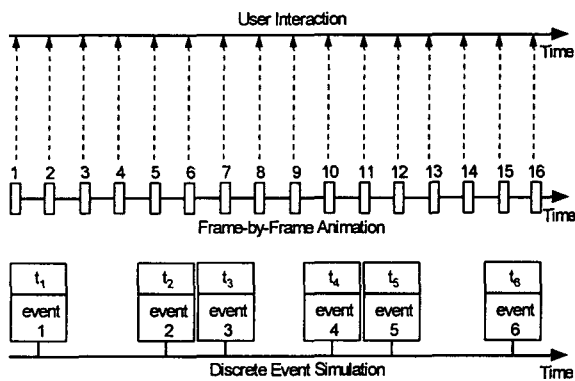 User Interaction
Time
1 2 3 4 5 6 7 8 9 10 11 12 13 14 15 16
Time
Frame-by-Frame Animation
t1 t2 t3 t4 t5 t6
event event event event event event
1 2 3 4 5 6
Time
Discrete Event Simulation